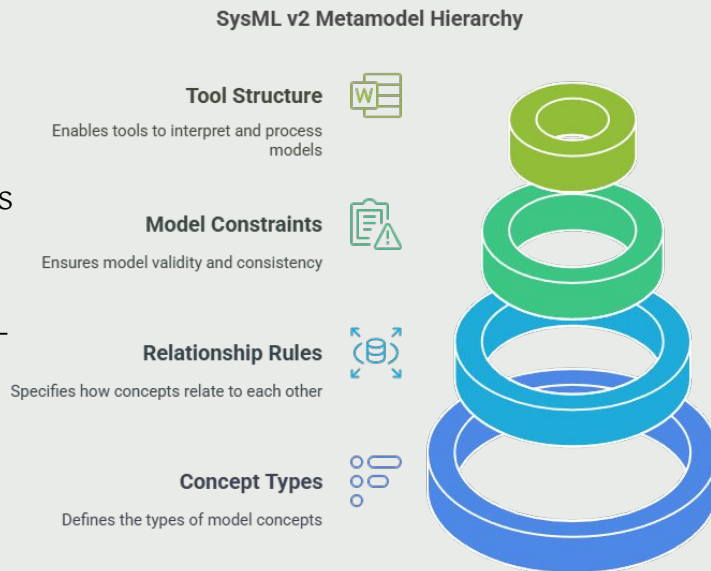 SysML v2 Metamodel Hierarchy
Tool Structure
W
Enables tools to interpret and process
models
s
Model Constraints
Ensures model validity and consistency
Relationship Rules
Specifies how concepts relate to each other
Concept Types
Defines the types of model concepts